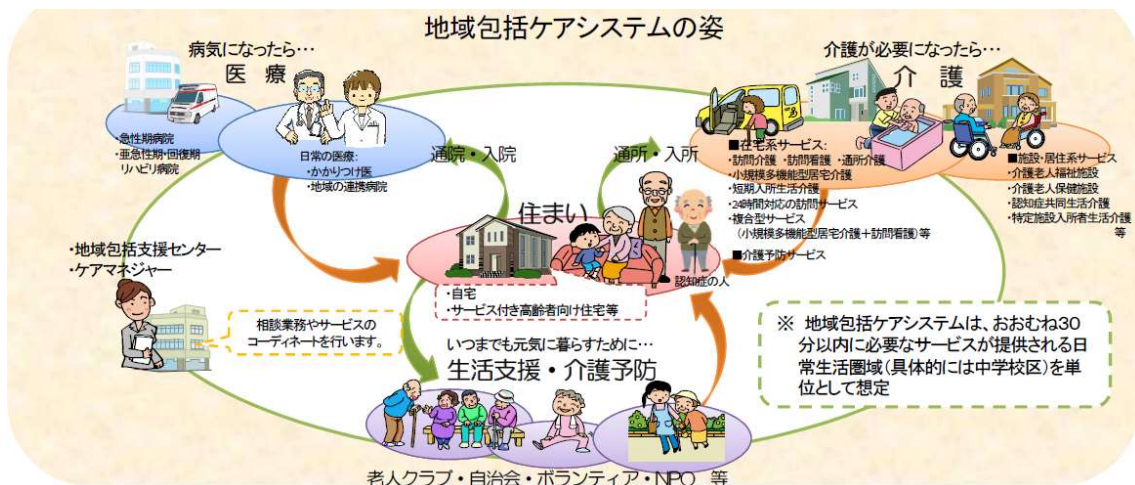 地域包括ケアシステムの姿
病気になったら…
医 療
・急性期病院
・亜急性期・回復期
リハビリ病院
日常の医療:
・かかりつけ医
・地域の連携病院
通院・入院
通所・入所
介護が必要になったら…
介 護
■在宅系サービス:
・訪問介護 ・訪問看護 ・通所介護
・小規模多機能型居宅介護
・短期入所生活介護
・24時間対応の訪問サービス
・複合型サービス
(小規模多機能型居宅介護+訪問看護)等
■介護予防サービス
■施設・居住系サービス
・介護老人福祉施設
・介護老人保健施設
・認知症共同生活介護
・特定施設入所者生活介護
等
住まい
・自宅
・サービス付き高齢者向け住宅等
認知症の人
・地域包括支援センター
・ケアマネジャー
相談業務やサービスの
コーディネートを行います。
いつまでも元気に暮らすために…
生活支援・介護予防
老人クラブ・自治会・ボランティア・NPO 等
※ 地域包括ケアシステムは、おおむね30
分以内に必要なサービスが提供される日
常生活圏域(具体的には中学校区)を単
位として想定